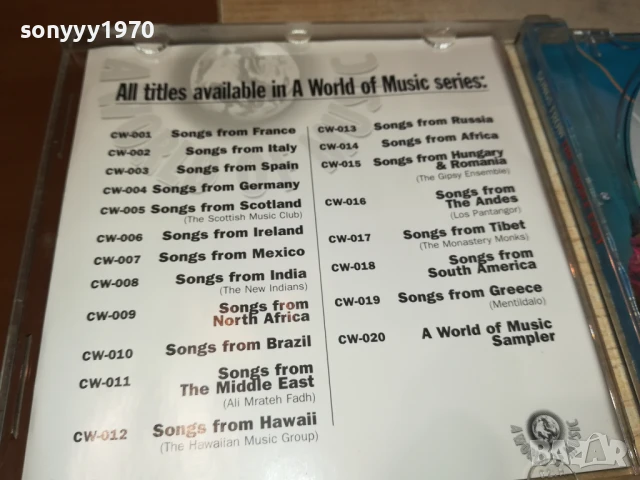 sonyyy1970
All titles available in A World of Music series:
CW-001 Songs from France
CW-002 Songs from Italy
CW-003 Songs from Spain
CW-004 Songs from Germany
CW-005 Songs from Scotland
(The Scottish Music Club)
CW-006 Songs from Ireland
CW-007 Songs from Mexico
CW-008 Songs from India
(The New Indians)
CW-009 Songs from
North Africa
CW-010 Songs from Brazil
CW-011 Songs from
The Middle East
(Ali Mrateh Fadh)
CW-012 Songs from Hawaii
(The Hawaiian Music Group)
CW-013 Songs from Russia
CW-014 Songs from Africa
CW-015 Songs from Hungary
& Romania
(The Gipsy Ensemble)
CW-016 Songs from
The Andes
(Los Pantangor)
CW-017 Songs from Tibet
(The Monastery Monks)
CW-018 Songs from
South America
CW-019 Songs from Greece
(Mentildalo)
CW-020 A World of Music
Sampler
BAZAR